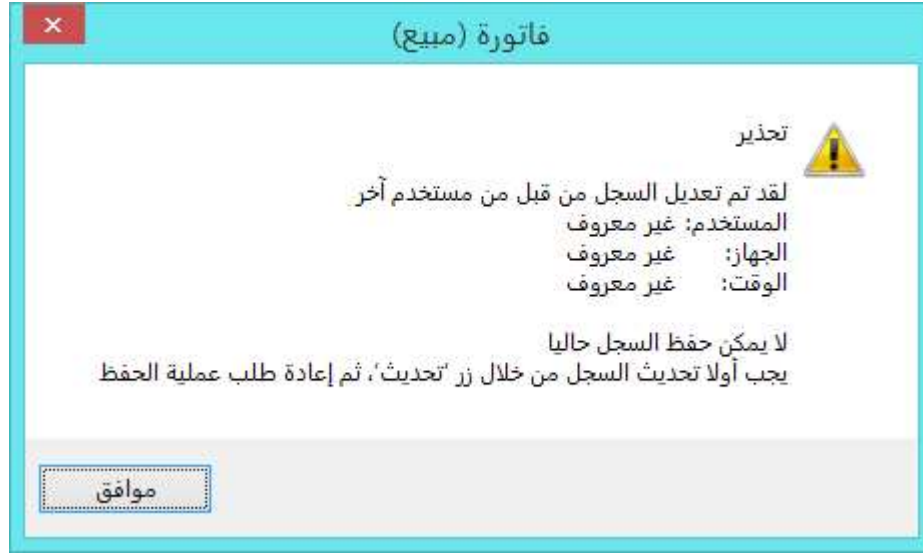 فاتورة (مبيع)
تحذير
لقد تم تعديل السجل من قبل من مستخدم آخر
المستخدم: غير معروف
الجهاز: غير معروف
الوقت: غير معروف
لا يمكن حفظ السجل حاليا
يجب أولا تحديث السجل من خلال زر 'تحديث'، ثم إعادة طلب عملية الحفظ
موافق